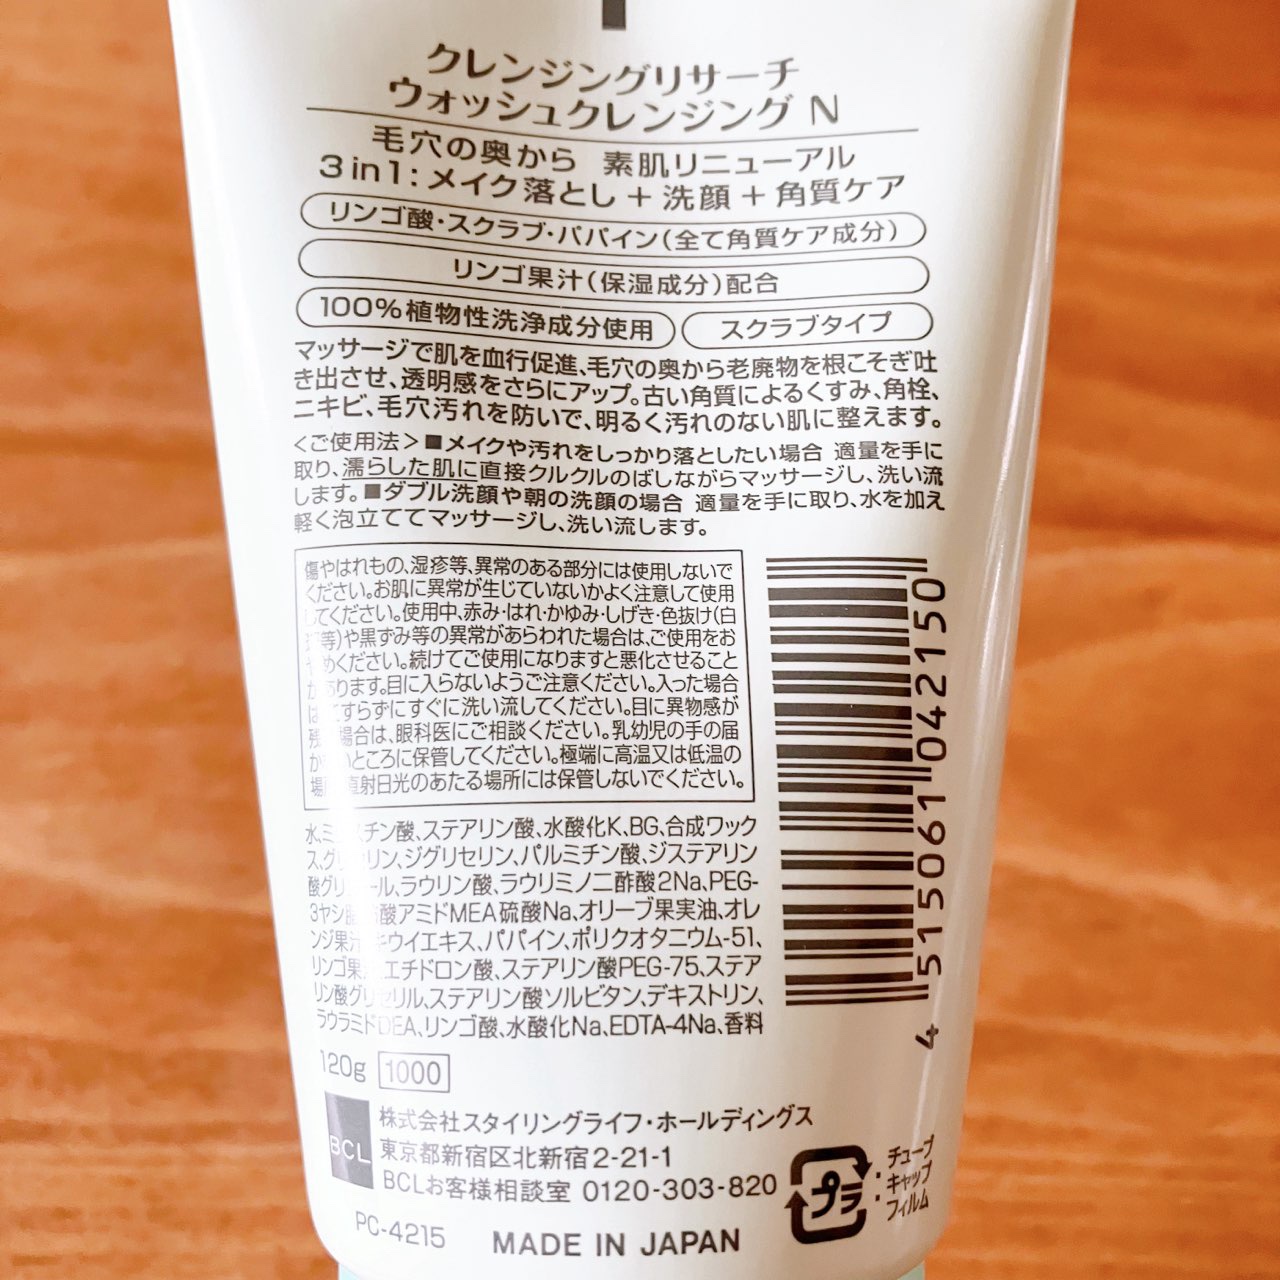 クレンジングリサーチ
ウォッシュクレンジング N
毛穴の奥から 素肌リニューアル
3in1:メイク落とし+洗顔+角質ケア
リンゴ酸・スクラブ・パパイン(全て角質ケア成分)
リンゴ果汁(保湿成分)配合
100%植物性洗浄成分使用 スクラブタイプ
マッサージで肌を血行促進、毛穴の奥から老廃物を根こそぎ吐
き出させ、透明感をさらにアップ。古い角質によるくすみ、角栓、
ニキビ、毛穴汚れを防いで、明るく汚れのない肌に整えます。
<ご使用法>■メイクや汚れをしっかり落としたい場合 適量を手に
取り、濡らした肌に直接クルクルのばしながらマッサージし、洗い流
します。■ダブル洗顔や朝の洗顔の場合 適量を手に取り、水を加え
軽く泡立ててマッサージし、洗い流します。
傷やはれもの、湿疹等、異常のある部分には使用しないで
ください。お肌に異常が生じていないかよく注意して使用
してください。使用中、赤み・はれ・かゆみ・しげき・色抜け(白
等)や黒ずみ等の異常があらわれた場合は、ご使用をお
やめください。続けてご使用になりますと悪化させること
があります。目に入らないようご注意ください。入った場合
は、こすらずにすぐに洗い流してください。目に異物感が
残る場合は、眼科医にご相談ください。乳幼児の手の届
かないところに保管してください。極端に高温又は低温の
場所、直射日光のあたる場所には保管しないでください。
水、ミリスチン酸、ステアリン酸、水酸化K、BG、合成ワック
ス、グリセリン、ジグリセリン、パルミチン酸、ジステアリン
酸グリコール、ラウリン酸、ラウリミノ二酢酸2Na、PEG-
3ヤシ脂肪酸アミドMEA硫酸Na、オリーブ果実油、オレ
ンジ果汁、キウイエキス、パパイン、ポリクオタニウム-51、
リンゴ果汁、エチドロン酸、ステアリン酸PEG-75、ステア
リン酸グリセリル、ステアリン酸ソルビタン、デキストリン、
ラウラミドDEA、リンゴ酸、水酸化Na、EDTA-4Na、香料
4 515061 042150
120g 1000
BCL
株式会社スタイリングライフ・ホールディングス
東京都新宿区北新宿2-21-1
BCLお客様相談室 0120-303-820
プラ
・チューブ
・キャップ
・フィルム
PC-4215 MADE IN JAPAN